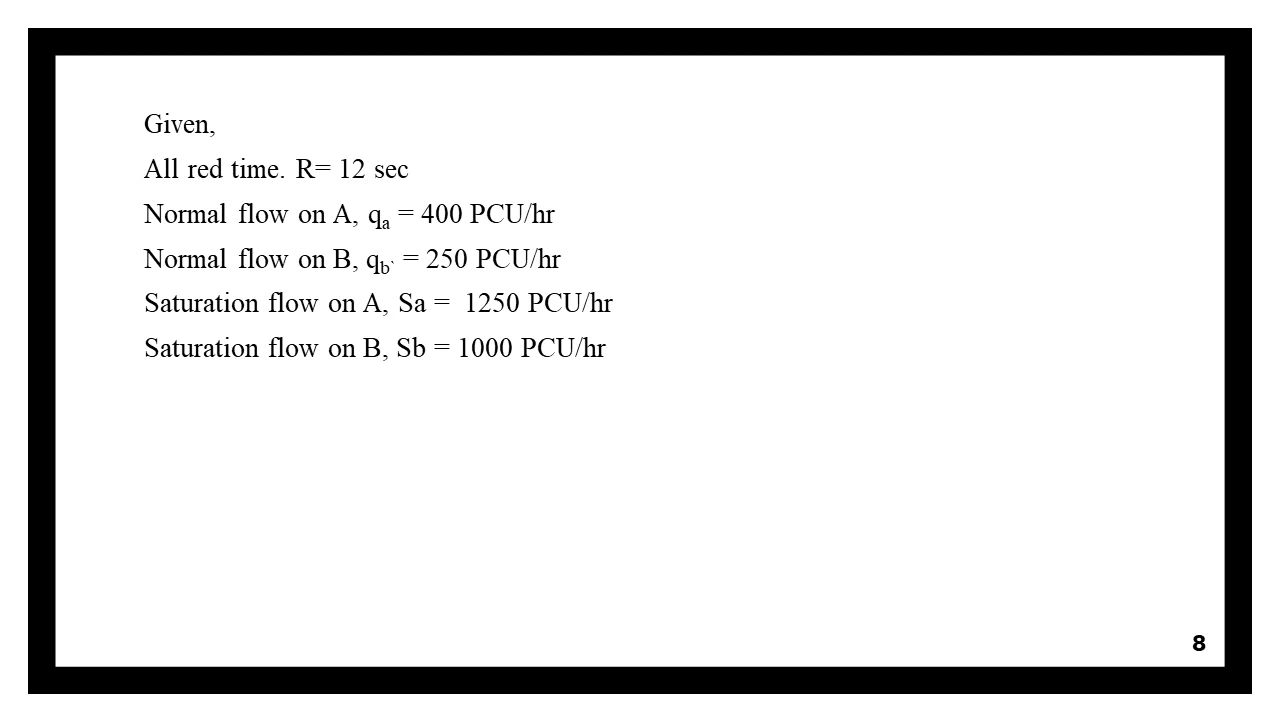 Given,
All red time. R= 12 sec
Normal flow on A, qa = 400 PCU/hr
Normal flow on B, qb` = 250 PCU/hr
Saturation flow on A, Sa = 1250 PCU/hr
Saturation flow on B, Sb = 1000 PCU/hr
8